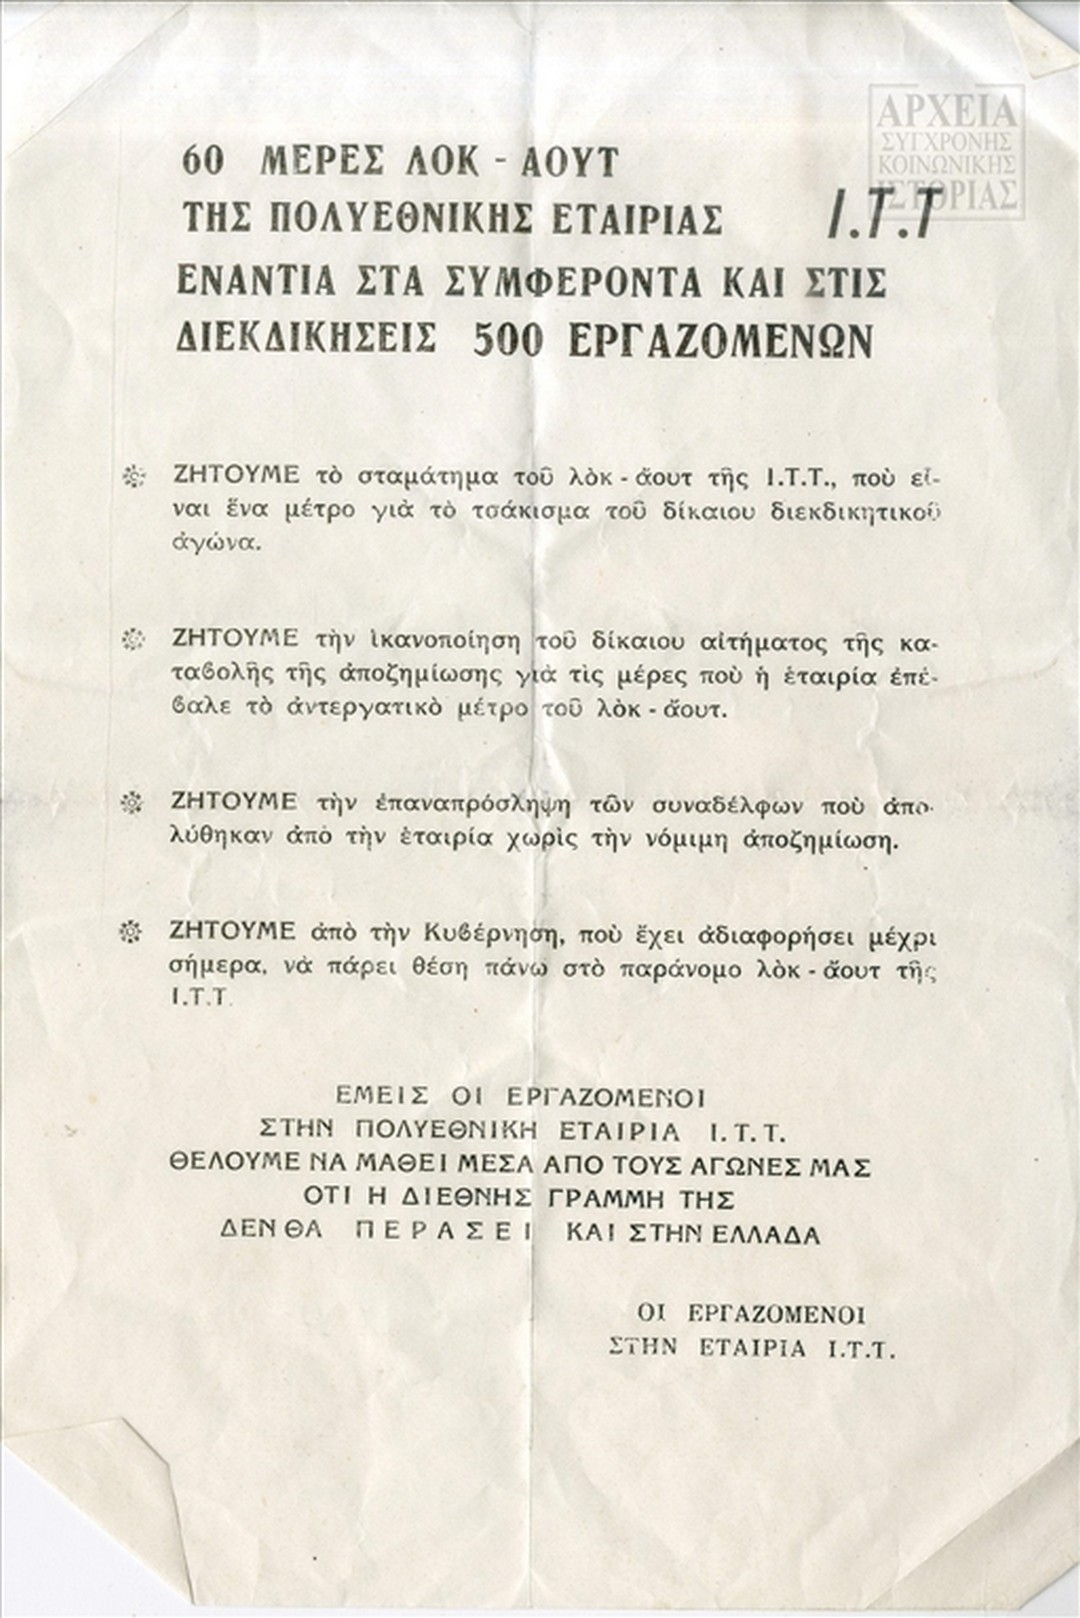 ΑΡΧΕΙΑ
ΣΥΓΧΡΟΝΗΣ
ΚΟΙΝΩΝΙΚΗΣ
ΙΣΤΟΡΙΑΣ
60 ΜΕΡΕΣ ΛΟΚ - ΑΟΥΤ
ΤΗΣ ΠΟΛΥΕΘΝΙΚΗΣ ΕΤΑΙΡΙΑΣ I.T.T
ΕΝΑΝΤΙΑ ΣΤΑ ΣΥΜΦΕΡΟΝΤΑ ΚΑΙ ΣΤΙΣ
ΔΙΕΚΔΙΚΗΣΕΙΣ 500 ΕΡΓΑΖΟΜΕΝΩΝ
ΖΗΤΟΥΜΕ τὸ σταμάτημα τοῦ λὸκ - ἄουτ τῆς Ι.Τ.Τ., ποὺ εἶ-
ναι ἕνα μέτρο γιὰ τὸ τσάκισμα τοῦ δίκαιου διεκδικητικοῦ
ἀγώνα.
ΖΗΤΟΥΜΕ τὴν ἱκανοποίηση τοῦ δίκαιου αἰτήματος τῆς κα-
ταϐολῆς τῆς ἀποζημίωσης γιὰ τὶς μέρες ποὺ ἡ ἑταιρία ἐπέ-
ϐαλε τὸ ἀντεργατικὸ μέτρο τοῦ λὸκ - ἄουτ.
ΖΗΤΟΥΜΕ τὴν ἐπαναπρόσληψη τῶν συναδέλφων ποὺ ἀπο-
λύθηκαν ἀπὸ τὴν ἑταιρία χωρὶς τὴν νόμιμη ἀποζημίωση.
ΖΗΤΟΥΜΕ ἀπὸ τὴν Κυϐέρνηση, ποὺ ἔχει ἀδιαφορήσει μέχρι
σήμερα, νὰ πάρει θέση πάνω στὸ παράνομο λὸκ - ἄουτ τῆς
Ι.Τ.Τ.
ΕΜΕΙΣ ΟΙ ΕΡΓΑΖΟΜΕΝΟΙ
ΣΤΗΝ ΠΟΛΥΕΘΝΙΚΗ ΕΤΑΙΡΙΑ Ι.Τ.Τ.
ΘΕΛΟΥΜΕ ΝΑ ΜΑΘΕΙ ΜΕΣΑ ΑΠΟ ΤΟΥΣ ΑΓΩΝΕΣ ΜΑΣ
ΟΤΙ Η ΔΙΕΘΝΗΣ ΓΡΑΜΜΗ ΤΗΣ
ΔΕΝ ΘΑ ΠΕΡΑΣΕΙ ΚΑΙ ΣΤΗΝ ΕΛΛΑΔΑ
ΟΙ ΕΡΓΑΖΟΜΕΝΟΙ
ΣΤΗΝ ΕΤΑΙΡΙΑ Ι.Τ.Τ.